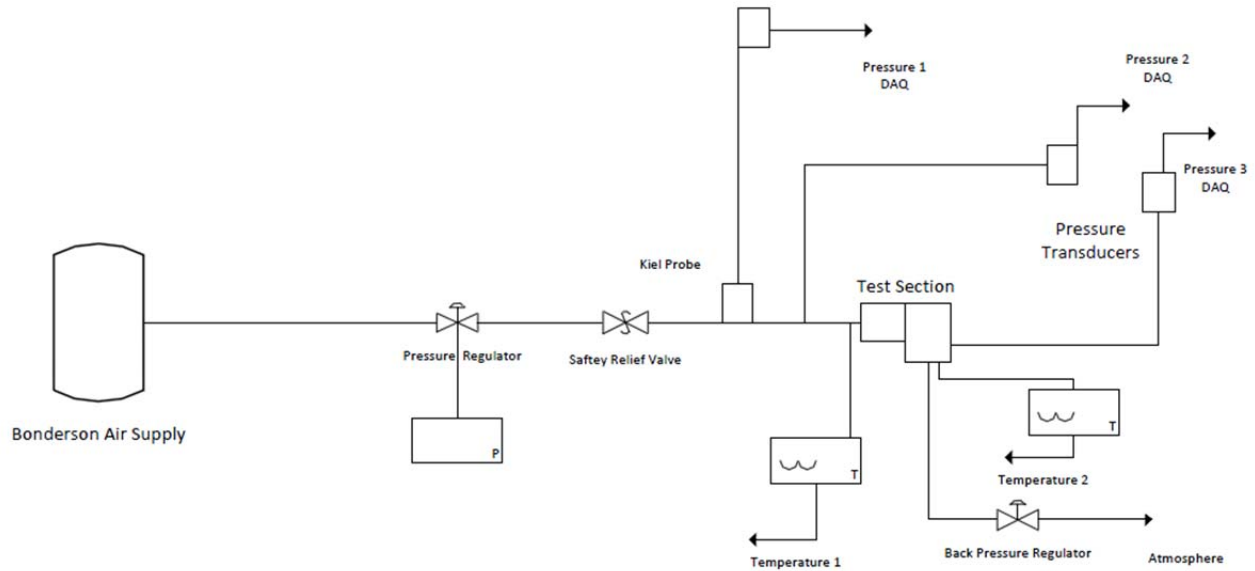 Pressure 1
DAQ
Pressure 2
DAQ
Pressure 3
DAQ
Pressure
Transducers
Kiel Probe
Test Section
Pressure Regulator
Saftey Relief Valve
Bonderson Air Supply
P
T
T
Temperature 1
Temperature 2
Back Pressure Regulator
Atmosphere